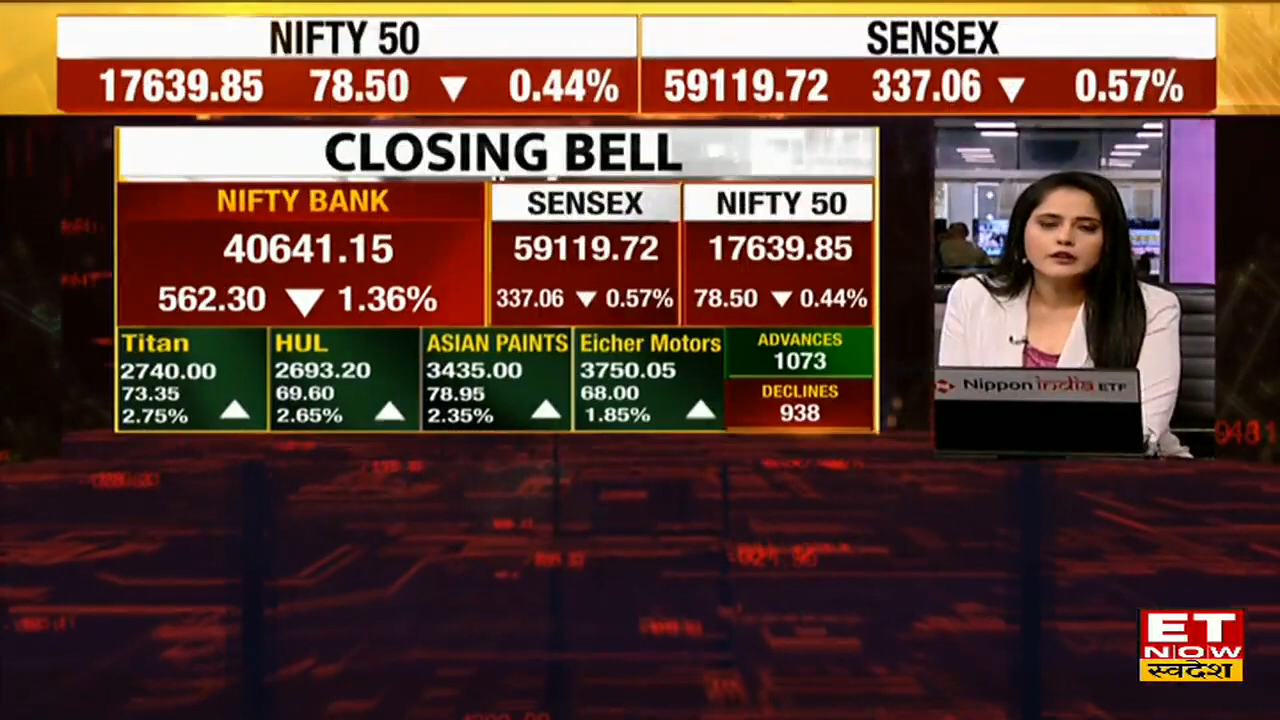 NIFTY 50
17639.85 78.50 ▼ 0.44%
SENSEX
59119.72 337.06 ▼ 0.57%
CLOSING BELL
NIFTY BANK
40641.15
562.30 ▼ 1.36%
SENSEX
59119.72
337.06 ▼ 0.57%
NIFTY 50
17639.85
78.50 ▼ 0.44%
Titan
2740.00
73.35
2.75% ▲
HUL
2693.20
69.60
2.65% ▲
ASIAN PAINTS
3435.00
78.95
2.35% ▲
Eicher Motors
3750.05
68.00
1.85% ▲
ADVANCES
1073
DECLINES
938
Nippon india ETF
ET
NOW
स्वदेश